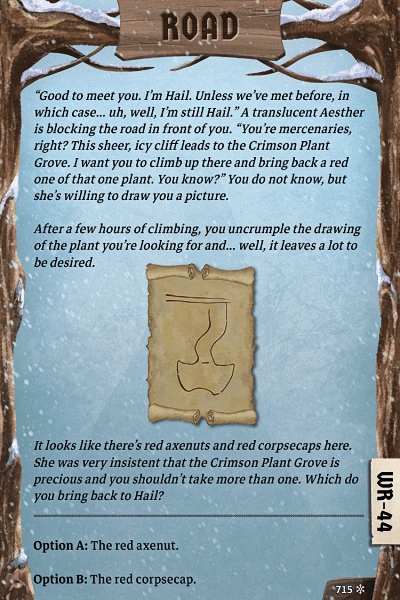 ROAD
“Good to meet you. I’m Hail. Unless we’ve met before, in
which case... uh, well, I’m still Hail.” A translucent Aesther
is blocking the road in front of you. “You’re mercenaries,
right? This sheer, icy cliff leads to the Crimson Plant
Grove. I want you to climb up there and bring back a red
one of that one plant. You know?” You do not know, but
she’s willing to draw you a picture.
After a few hours of climbing, you uncrumple the drawing
of the plant you’re looking for and... well, it leaves a lot to
be desired.
It looks like there’s red axenuts and red corpsecaps here.
She was very insistent that the Crimson Plant Grove is
precious and you shouldn’t take more than one. Which do
you bring back to Hail?
Option A: The red axenut.
Option B: The red corpsecap.
WR-44
715